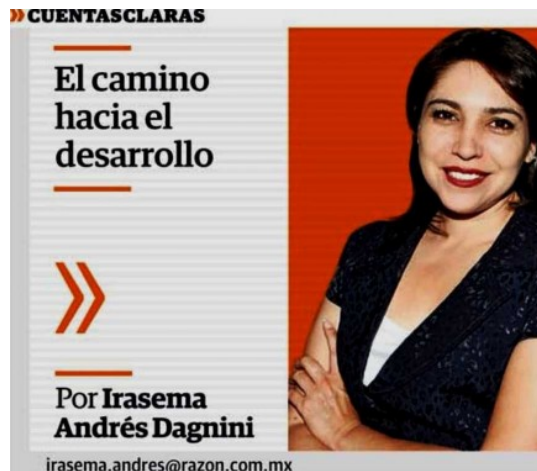 »CUENTASCLARAS
El camino
hacia el
desarrollo
»
Por Irasema
Andrés Dagnini
irasema.andres@razon.com.mx